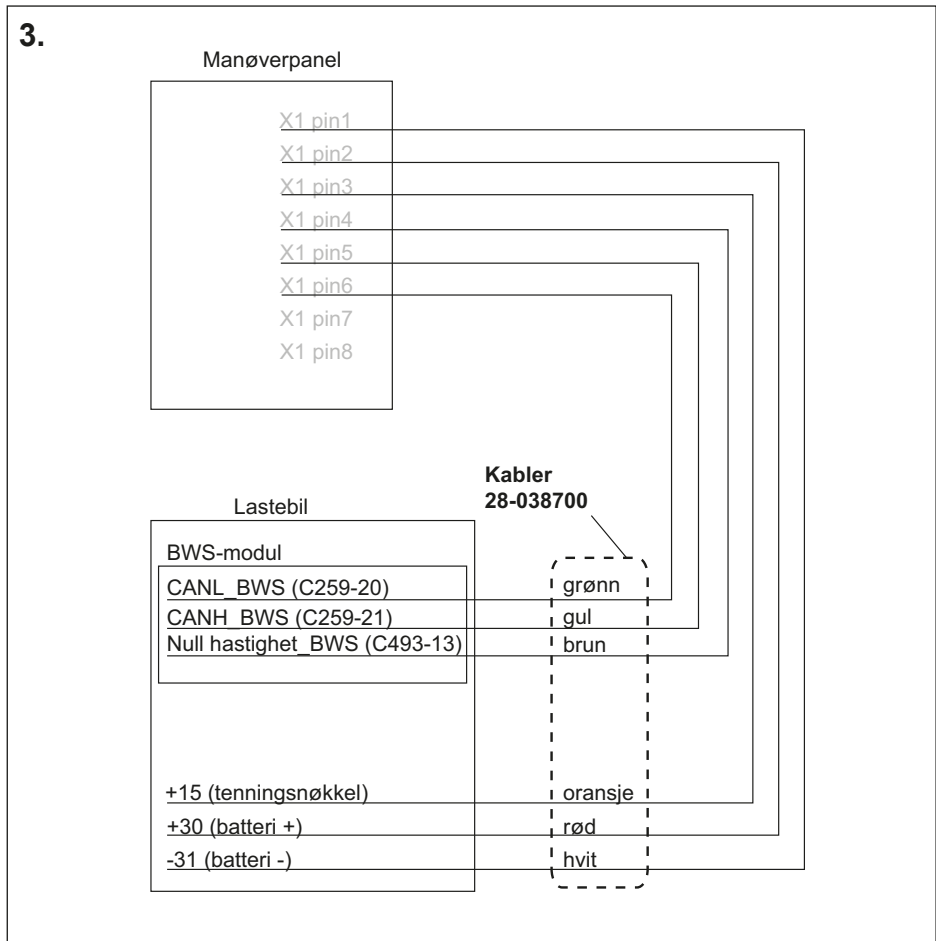 3.
Manøverpanel
X1 pin1
X1 pin2
X1 pin3
X1 pin4
X1 pin5
X1 pin6
X1 pin7
X1 pin8
Kabler
28-038700
Lastebil
BWS-modul
CANL_BWS (C259-20) grønn
CANH_BWS (C259-21) gul
Null hastighet_BWS (C493-13) brun
+15 (tenningsnøkkel) oransje
+30 (batteri +) rød
-31 (batteri -) hvit